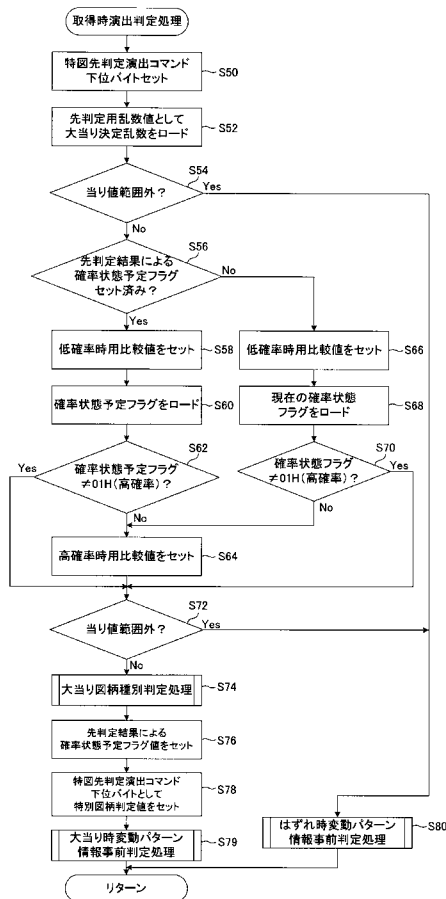 取得時演出判定処理
特図先判定演出コマンド
下位バイトセット
S50
先判定用乱数値として
大当り決定乱数をロード
S52
S54
当り値範囲外?
Yes
No
S56
先判定結果による
確率状態予定フラグ
セット済み?
No
Yes
低確率時用比較値をセット
S58
低確率時用比較値をセット
S66
確率状態予定フラグをロード
S60
現在の確率状態
フラグをロード
S68
S62
Yes
確率状態予定フラグ
≠01H(高確率)?
No
S70
確率状態フラグ
≠01H(高確率)?
Yes
No
高確率時用比較値をセット
S64
S72
当り値範囲外?
Yes
No
大当り図柄種別判定処理
S74
先判定結果による
確率状態予定フラグ値をセット
S76
特図先判定演出コマンド
下位バイトとして
特別図柄判定値をセット
S78
大当り時変動パターン
情報事前判定処理
S79
はずれ時変動パターン
情報事前判定処理
S80
リターン